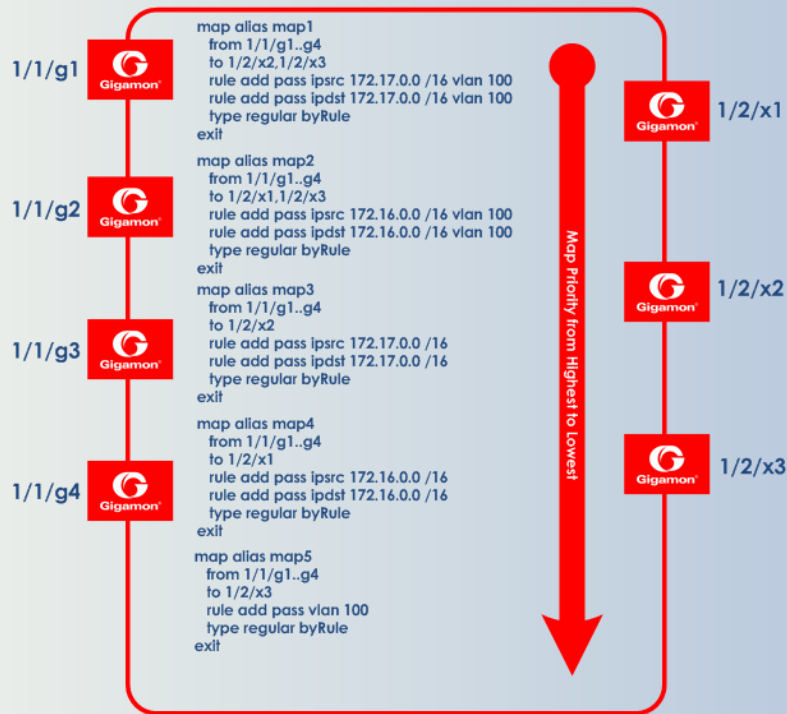 map alias map1
from 1/1/g1..g4
to 1/2/x2,1/2/x3
rule add pass ipsrc 172.17.0.0 /16 vlan 100
rule add pass ipdst 172.17.0.0 /16 vlan 100
type regular byRule
exit
map alias map2
from 1/1/g1..g4
to 1/2/x1,1/2/x3
rule add pass ipsrc 172.16.0.0 /16 vlan 100
rule add pass ipdst 172.16.0.0 /16 vlan 100
type regular byRule
exit
map alias map3
from 1/1/g1..g4
to 1/2/x2
rule add pass ipsrc 172.17.0.0 /16
rule add pass ipdst 172.17.0.0 /16
type regular byRule
exit
map alias map4
from 1/1/g1..g4
to 1/2/x1
rule add pass ipsrc 172.16.0.0 /16
rule add pass ipdst 172.16.0.0 /16
type regular byRule
exit
map alias map5
from 1/1/g1..g4
to 1/2/x3
rule add pass vlan 100
type regular byRule
exit
1/1/g1
Gigamon®
1/1/g2
Gigamon®
1/1/g3
Gigamon®
1/1/g4
Gigamon®
Map Priority from Highest to Lowest
Gigamon®
1/2/x1
Gigamon®
1/2/x2
Gigamon®
1/2/x3